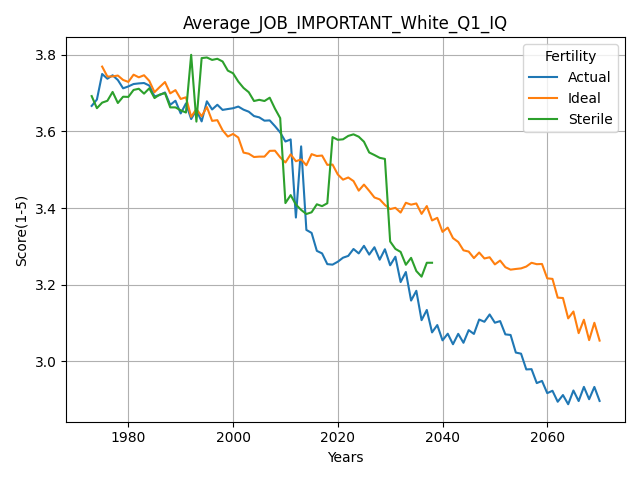 Average_JOB_IMPORTANT_White_Q1_IQ
Fertility
Actual
Ideal
Sterile
Score(1-5)
3.8
3.6
3.4
3.2
3.0
1980
2000
2020
2040
2060
Years